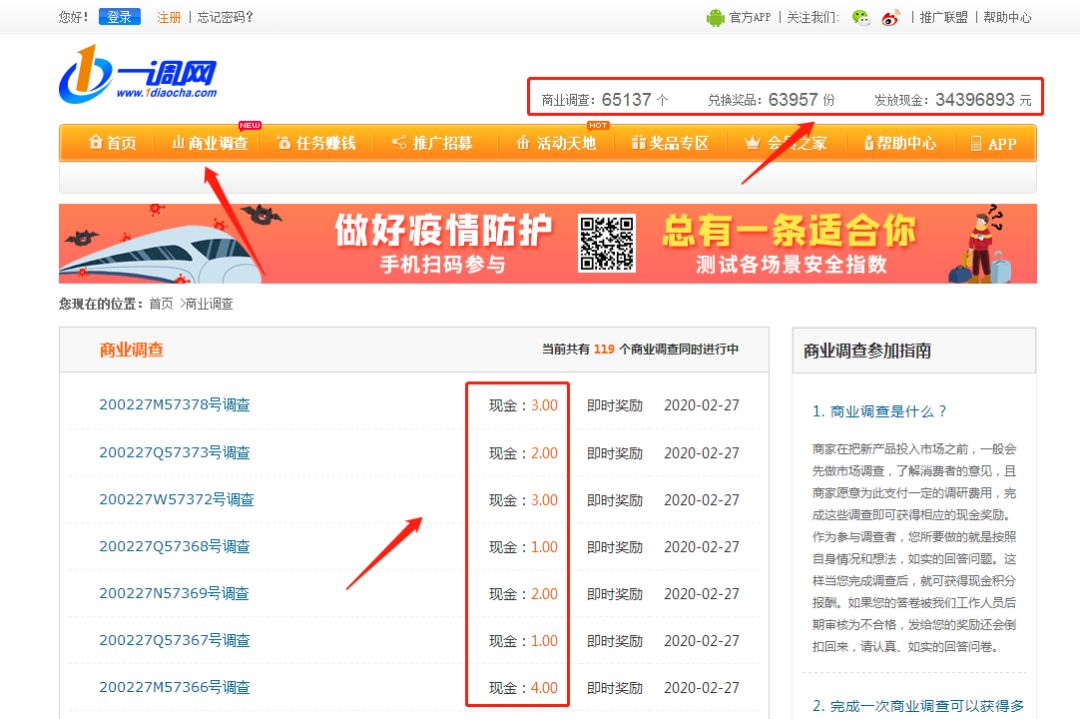 您好! 登录 注册 | 忘记密码? 官方APP | 关注我们: | 推广联盟 | 帮助中心
一调网
www.1diaocha.com
商业调查: 65137 个 兑换奖品: 63957 份 发放现金: 34396893 元
NEW HOT
首页 商业调查 任务赚钱 推广招募 活动天地 奖品专区 会员之家 帮助中心 APP
做好疫情防护 总有一条适合你
手机扫码参与 测试各场景安全指数
您现在的位置: 首页 >商业调查
商业调查 当前共有 119 个商业调查同时进行中
200227M57378号调查 现金:3.00 即时奖励 2020-02-27
200227Q57373号调查 现金:2.00 即时奖励 2020-02-27
200227W57372号调查 现金:3.00 即时奖励 2020-02-27
200227Q57368号调查 现金:1.00 即时奖励 2020-02-27
200227N57369号调查 现金:2.00 即时奖励 2020-02-27
200227Q57367号调查 现金:1.00 即时奖励 2020-02-27
200227M57366号调查 现金:4.00 即时奖励 2020-02-27
商业调查参加指南
1. 商业调查是什么?
商家在把新产品投入市场之前,一般会
先做市场调查,了解消费者的意见,且
商家愿意为此支付一定的调研费用,完
成这些调查即可获得相应的现金奖励。
作为参与调查者,您所要做的就是按照
自身情况和想法,如实的回答问题。这
样当您完成调查后,就可获得现金积分
报酬。如果您的答卷被我们工作人员后
期审核为不合格,发给您的奖励还会倒
扣回来,请认真、如实的回答问卷。
2. 完成一次商业调查可以获得多